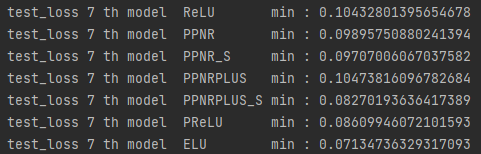 test_loss 7 th model  ReLU       min : 0.10432801395654678
test_loss 7 th model  PPNR       min : 0.09895750880241394
test_loss 7 th model  PPNR_S     min : 0.09707006067037582
test_loss 7 th model  PPNRPLUS   min : 0.10473816096782684
test_loss 7 th model  PPNRPLUS_S min : 0.08270193636417389
test_loss 7 th model  PReLU      min : 0.08609946072101593
test_loss 7 th model  ELU        min : 0.07134736329317093